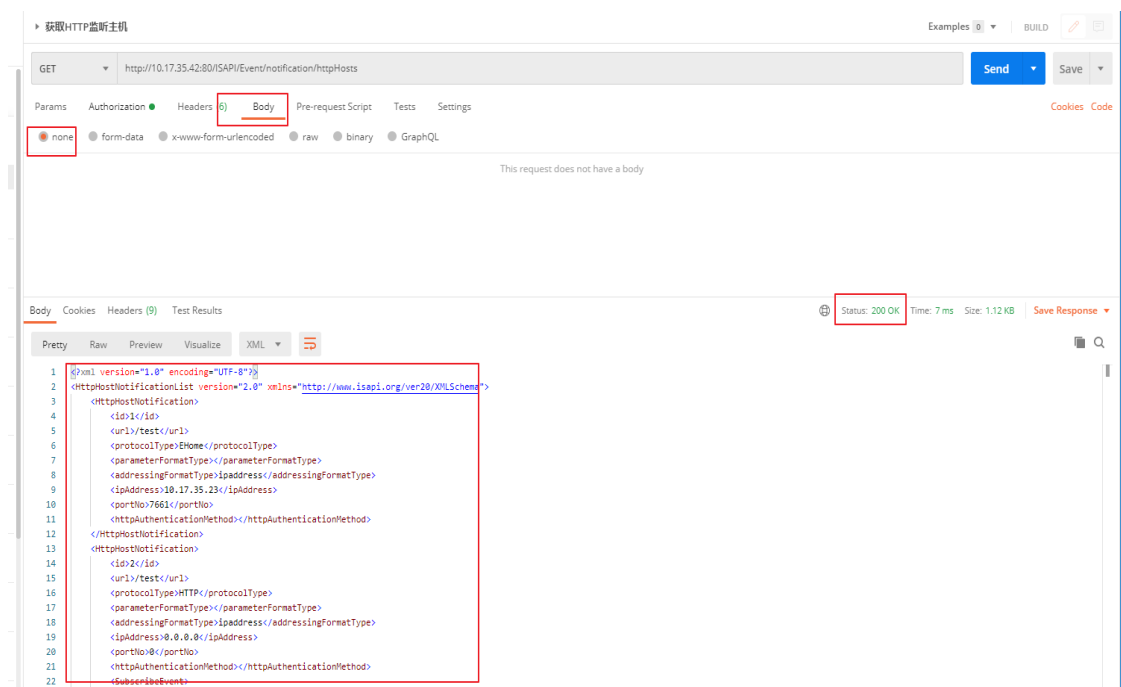 获取HTTP监听主机 Examples 0 BUILD
GET http://10.17.35.42:80/ISAPI/Event/notification/httpHosts Send Save
Params Authorization Headers (6) Body Pre-request Script Tests Settings Cookies Code
none form-data x-www-form-urlencoded raw binary GraphQL
This request does not have a body
Body Cookies Headers (9) Test Results Status: 200 OK Time: 7 ms Size: 1.12 KB Save Response
Pretty Raw Preview Visualize XML
1 <?xml version="1.0" encoding="UTF-8"?>
2 <HttpHostNotificationList version="2.0" xmlns="http://www.isapi.org/ver20/XMLSchema">
3 <HttpHostNotification>
4 <id>1</id>
5 <url>/test</url>
6 <protocolType>EHome</protocolType>
7 <parameterFormatType></parameterFormatType>
8 <addressingFormatType>ipaddress</addressingFormatType>
9 <ipAddress>10.17.35.23</ipAddress>
10 <portNo>7661</portNo>
11 <httpAuthenticationMethod></httpAuthenticationMethod>
12 </HttpHostNotification>
13 <HttpHostNotification>
14 <id>2</id>
15 <url>/test</url>
16 <protocolType>HTTP</protocolType>
17 <parameterFormatType></parameterFormatType>
18 <addressingFormatType>ipaddress</addressingFormatType>
19 <ipAddress>0.0.0.0</ipAddress>
20 <portNo>0</portNo>
21 <httpAuthenticationMethod></httpAuthenticationMethod>
22 <SubscribeEvent>